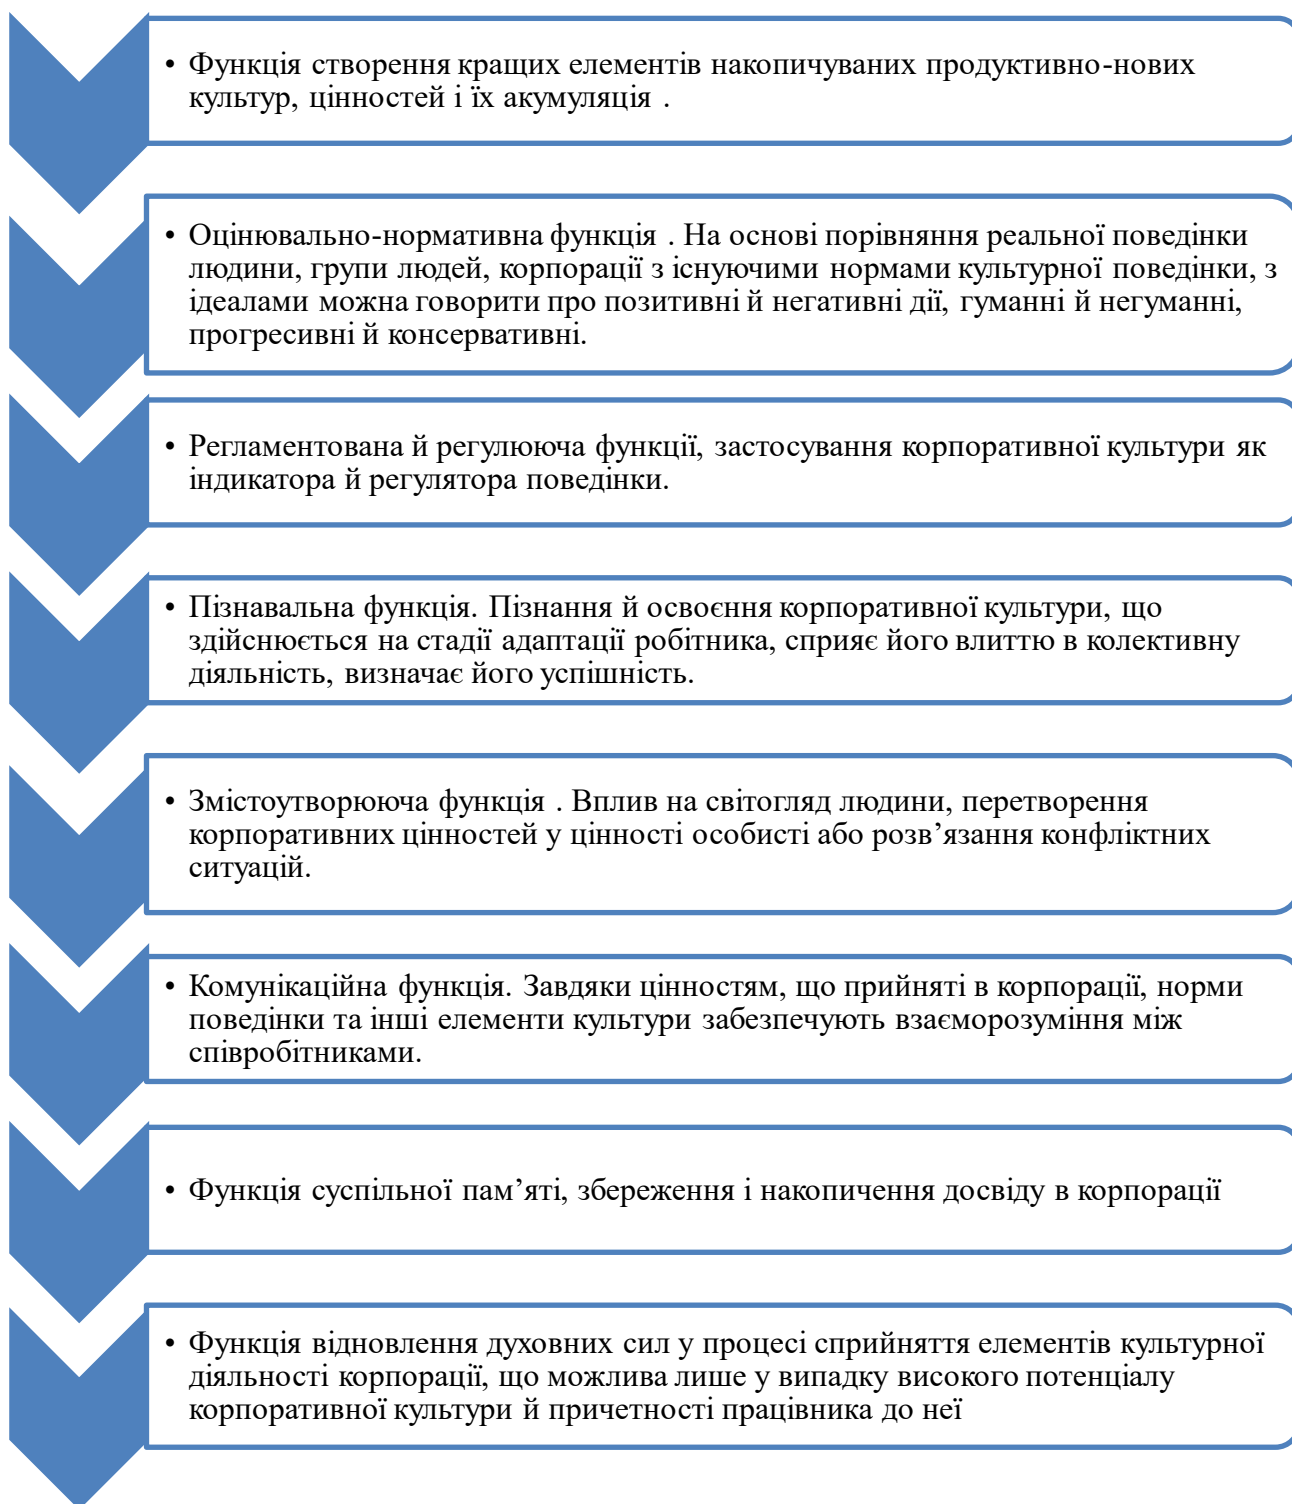 • Функція створення кращих елементів накопичуваних продуктивно-нових
культур, цінностей і їх акумуляція .
• Оцінювально-нормативна функція . На основі порівняння реальної поведінки
людини, групи людей, корпорації з існуючими нормами культурної поведінки, з
ідеалами можна говорити про позитивні й негативні дії, гуманні й негуманні,
прогресивні й консервативні.
• Регламентована й регулююча функції, застосування корпоративної культури як
індикатора й регулятора поведінки.
• Пізнавальна функція. Пізнання й освоєння корпоративної культури, що
здійснюється на стадії адаптації робітника, сприяє його влиттю в колективну
діяльність, визначає його успішність.
• Змістоутворююча функція . Вплив на світогляд людини, перетворення
корпоративних цінностей у цінності особисті або розв’язання конфліктних
ситуацій.
• Комунікаційна функція. Завдяки цінностям, що прийняті в корпорації, норми
поведінки та інші елементи культури забезпечують взаєморозуміння між
співробітниками.
• Функція суспільної пам’яті, збереження і накопичення досвіду в корпорації
• Функція відновлення духовних сил у процесі сприйняття елементів культурної
діяльності корпорації, що можлива лише у випадку високого потенціалу
корпоративної культури й причетності працівника до неї